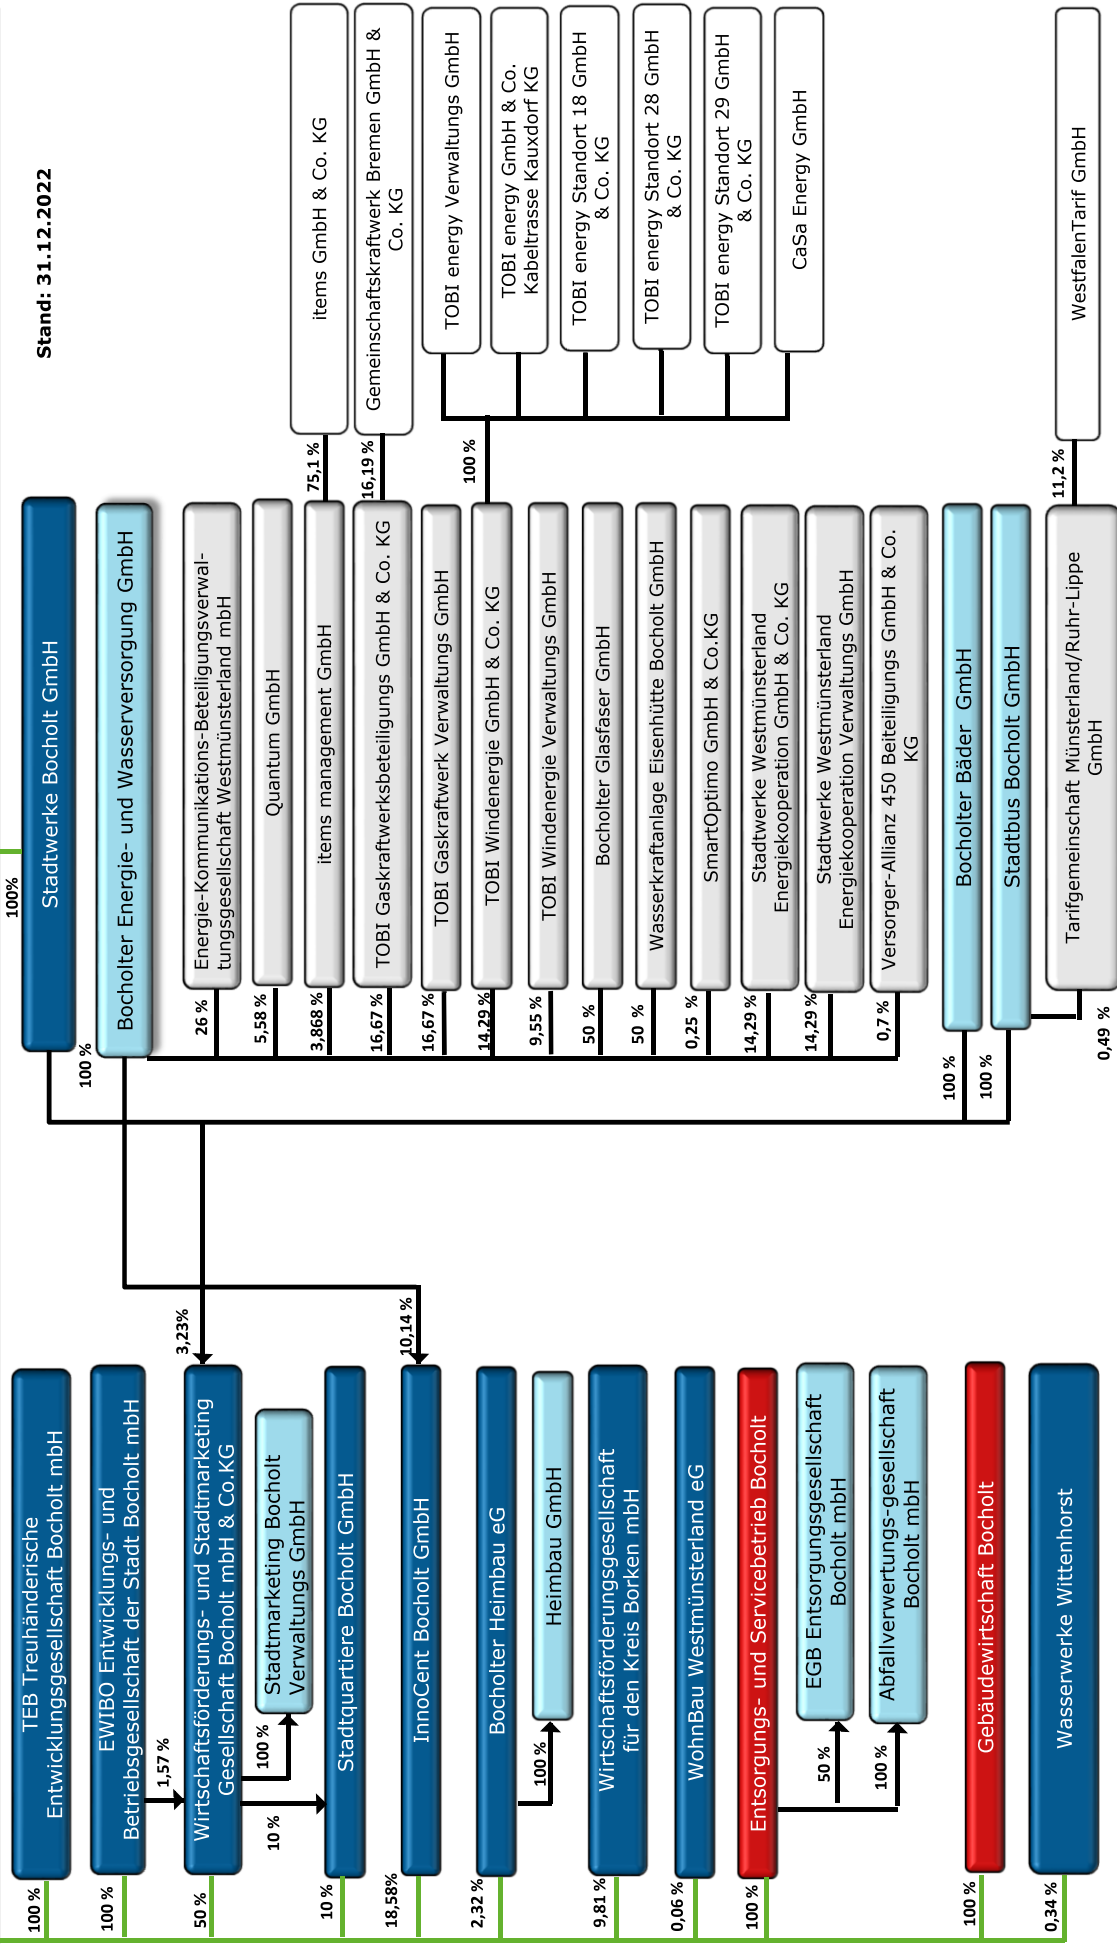 Stand: 31.12.2022
100 %
TEB Treuhänderische
Entwicklungsgesellschaft Bocholt mbH
100 %
EWIBO Entwicklungs- und
Betriebsgesellschaft der Stadt Bocholt mbH
1,57 %
50 %
Wirtschaftsförderungs- und Stadtmarketing
Gesellschaft Bocholt mbH & Co.KG
3,23%
100 %
Stadtmarketing Bocholt
Verwaltungs GmbH
10 %
10 %
Stadtquartiere Bocholt GmbH
18,58%
InnoCent Bocholt GmbH
10,14 %
2,32 %
Bocholter Heimbau eG
100 %
Heimbau GmbH
9,81 %
Wirtschaftsförderungsgesellschaft
für den Kreis Borken mbH
0,06 %
WohnBau Westmünsterland eG
100 %
Entsorgungs- und Servicebetrieb Bocholt
50 %
EGB Entsorgungsgesellschaft
Bocholt mbH
100 %
Abfallverwertungs-gesellschaft
Bocholt mbH
100 %
Gebäudewirtschaft Bocholt
0,34 %
Wasserwerke Wittenhorst
100%
Stadtwerke Bocholt GmbH
100 %
Bocholter Energie- und Wasserversorgung GmbH
26 %
Energie-Kommunikations-Beteiligungsverwal-
tungsgesellschaft Westmünsterland mbH
5,58 %
Quantum GmbH
3,868 %
items management GmbH
75,1 %
items GmbH & Co. KG
16,67 %
TOBI Gaskraftwerksbeteiligungs GmbH & Co. KG
16,19 %
Gemeinschaftskraftwerk Bremen GmbH &
Co. KG
16,67 %
TOBI Gaskraftwerk Verwaltungs GmbH
14,29 %
TOBI Windenergie GmbH & Co. KG
100 %
TOBI energy Verwaltungs GmbH
TOBI energy GmbH & Co.
Kabeltrasse Kauxdorf KG
TOBI energy Standort 18 GmbH
& Co. KG
TOBI energy Standort 28 GmbH
& Co. KG
TOBI energy Standort 29 GmbH
& Co. KG
CaSa Energy GmbH
9,55 %
TOBI Windenergie Verwaltungs GmbH
50 %
Bocholter Glasfaser GmbH
50 %
Wasserkraftanlage Eisenhütte Bocholt GmbH
0,25 %
SmartOptimo GmbH & Co.KG
14,29 %
Stadtwerke Westmünsterland
Energiekooperation GmbH & Co. KG
14,29 %
Stadtwerke Westmünsterland
Energiekooperation Verwaltungs GmbH
0,7 %
Versorger-Allianz 450 Beiteiligungs GmbH & Co.
KG
100 %
Bocholter Bäder GmbH
100 %
Stadtbus Bocholt GmbH
0,49 %
Tarifgemeinschaft Münsterland/Ruhr-Lippe
GmbH
11,2 %
WestfalenTarif GmbH